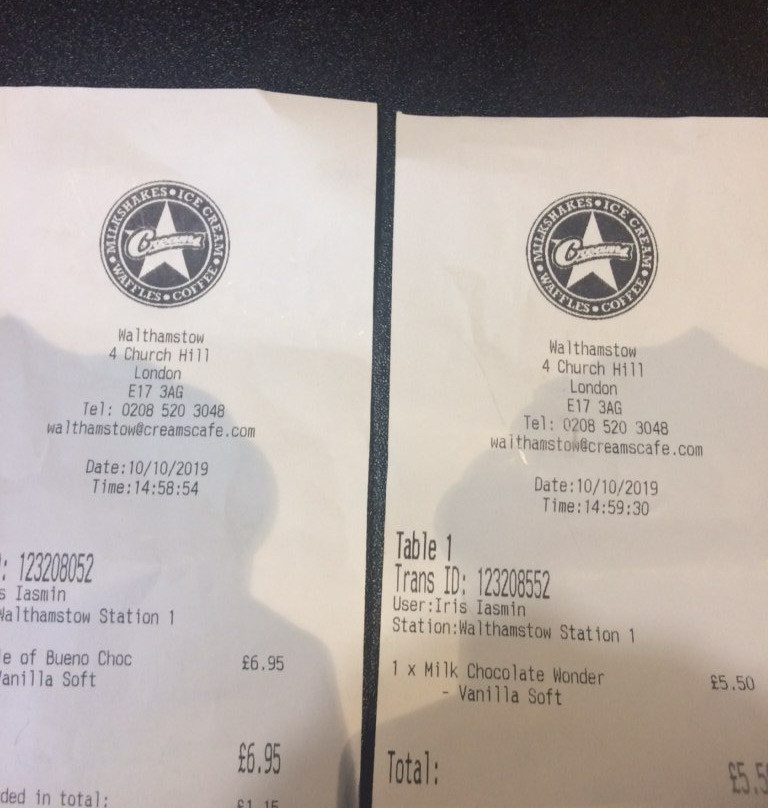 MILKSHAKES • ICE CREAM • COFFEE • WAFFLES •
Creams
Walthamstow
4 Church Hill
London
E17 3AG
Tel: 0208 520 3048
walthamstow@creamscafe.com
Date:10/10/2019
Time:14:58:54
: 123208052
s Iasmin
Walthamstow Station 1
e of Bueno Choc £6.95
Vanilla Soft
£6.95
ded in total: £1.15
MILKSHAKES • ICE CREAM • COFFEE • WAFFLES •
Creams
Walthamstow
4 Church Hill
London
E17 3AG
Tel: 0208 520 3048
walthamstow@creamscafe.com
Date:10/10/2019
Time:14:59:30
Table 1
Trans ID: 123208552
User:Iris Iasmin
Station:Walthamstow Station 1
1 x Milk Chocolate Wonder £5.50
- Vanilla Soft
Total: £5.50